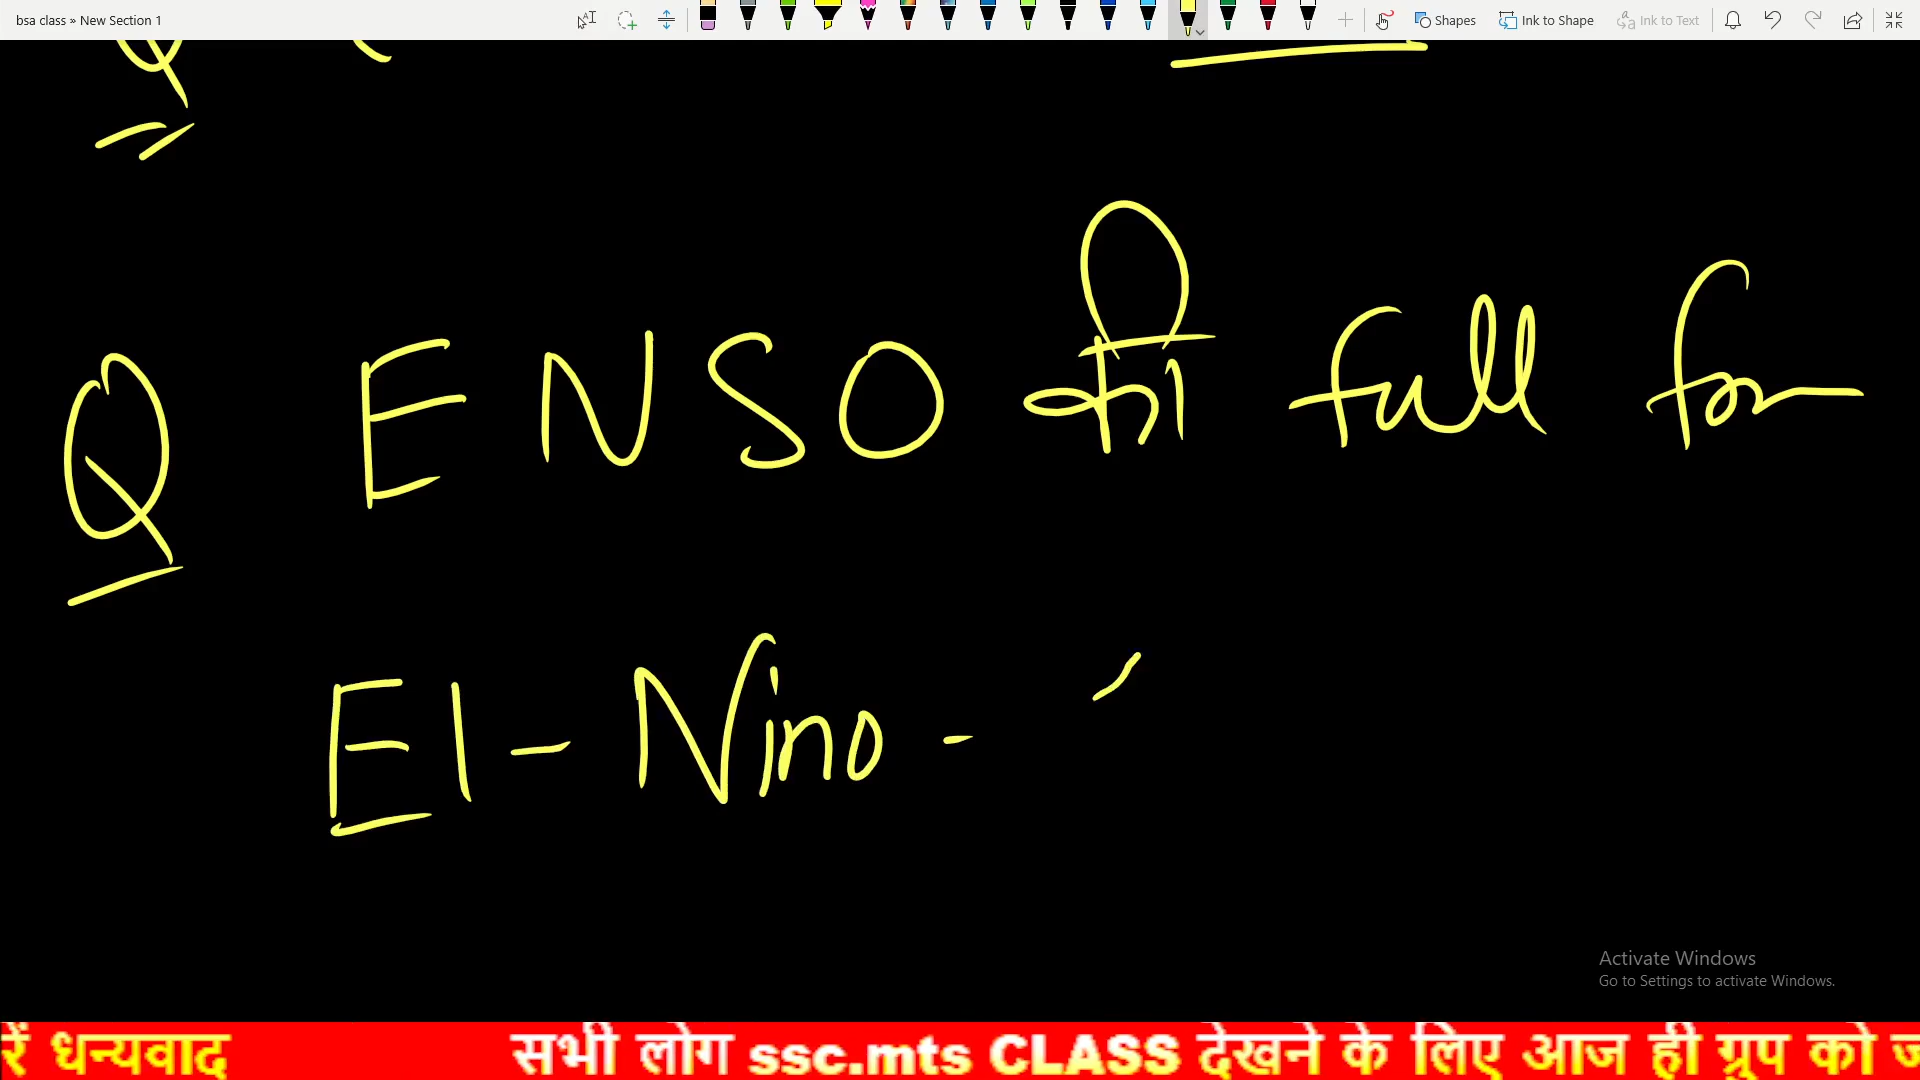 bsa class » New Section 1
Shapes Ink to Shape Ink to Text
Q
Q ENSO की full form
El-Nino -
Activate Windows
Go to Settings to activate Windows.
रें धन्यवाद सभी लोग ssc.mts CLASS देखने के लिए आज ही ग्रुप को